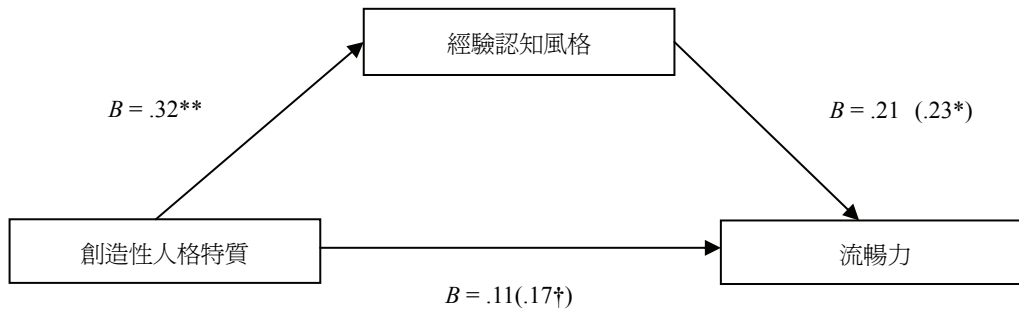 經驗認知風格
B = .32**
B = .21 (.23*)
創造性人格特質
流暢力
B = .11(.17†)